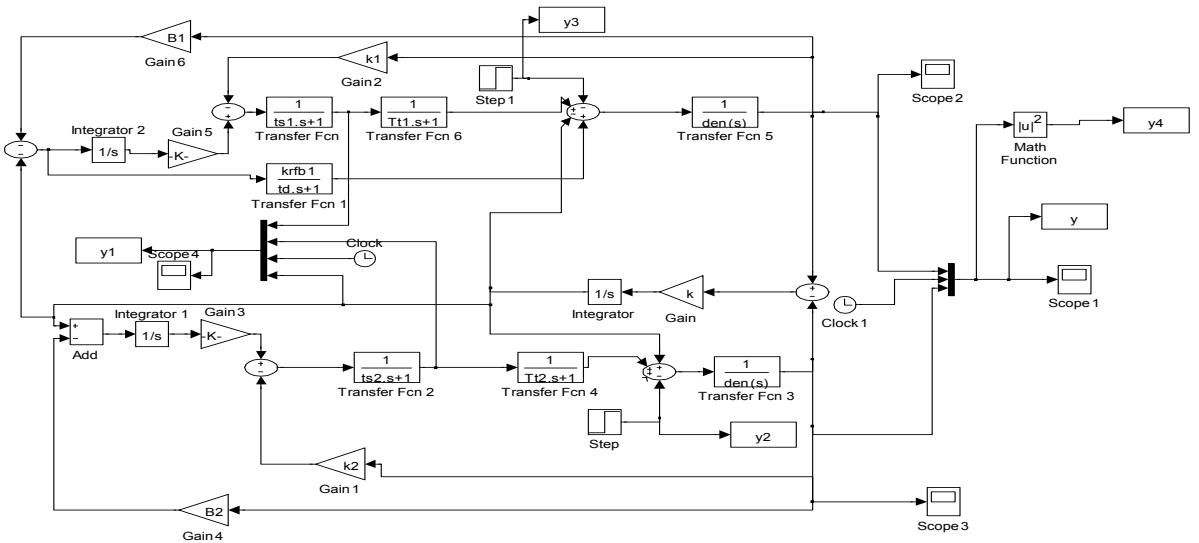 y3
B1
Gain 6
k1
Gain 2
Step 1
Scope 2
1
ts1.s+1
Transfer Fcn
1
Tt1.s+1
Transfer Fcn 6
1
den(s)
Transfer Fcn 5
|u|2
Math
Function
y4
Integrator 2
1/s
Gain 5
-K-
krfb1
td.s+1
Transfer Fcn 1
y1
Scope 4
Clock
y
Scope 1
Clock 1
1/s
Integrator
k
Gain
+
-
Add
Integrator 1
1/s
Gain 3
-K-
1
ts2.s+1
Transfer Fcn 2
1
Tt2.s+1
Transfer Fcn 4
1
den(s)
Transfer Fcn 3
Step
y2
k2
Gain 1
B2
Gain 4
Scope 3